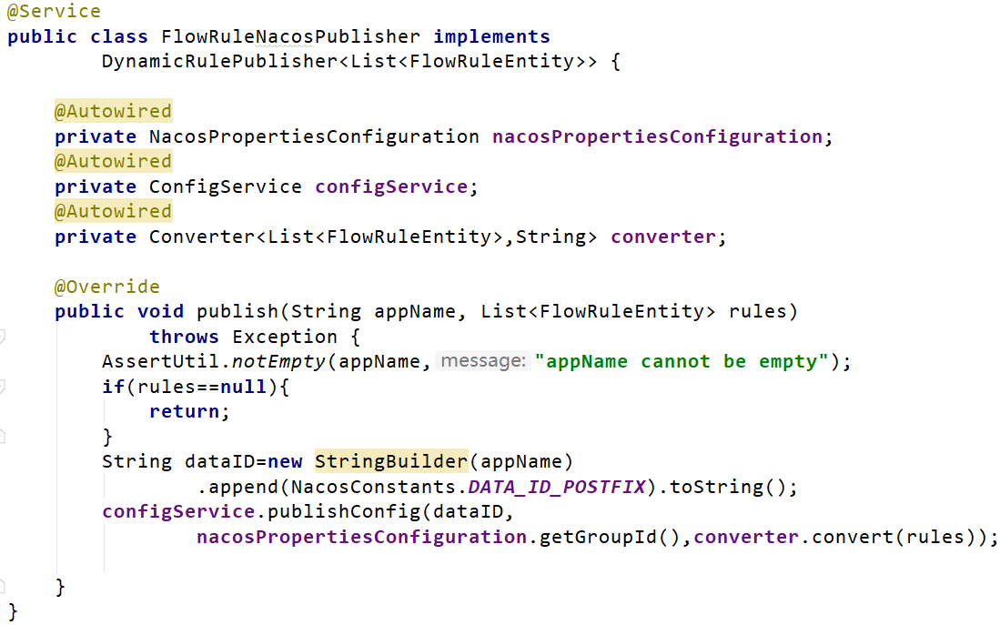 @Service
public class FlowRuleNacosPublisher implements
        DynamicRulePublisher<List<FlowRuleEntity>> {

    @Autowired
    private NacosPropertiesConfiguration nacosPropertiesConfiguration;
    @Autowired
    private ConfigService configService;
    @Autowired
    private Converter<List<FlowRuleEntity>,String> converter;

    @Override
    public void publish(String appName, List<FlowRuleEntity> rules)
            throws Exception {
        AssertUtil.notEmpty(appName, message: "appName cannot be empty");
        if(rules==null){
            return;
        }
        String dataID=new StringBuilder(appName)
                .append(NacosConstants.DATA_ID_POSTFIX).toString();
        configService.publishConfig(dataID,
                nacosPropertiesConfiguration.getGroupId(),converter.convert(rules));

    }
}